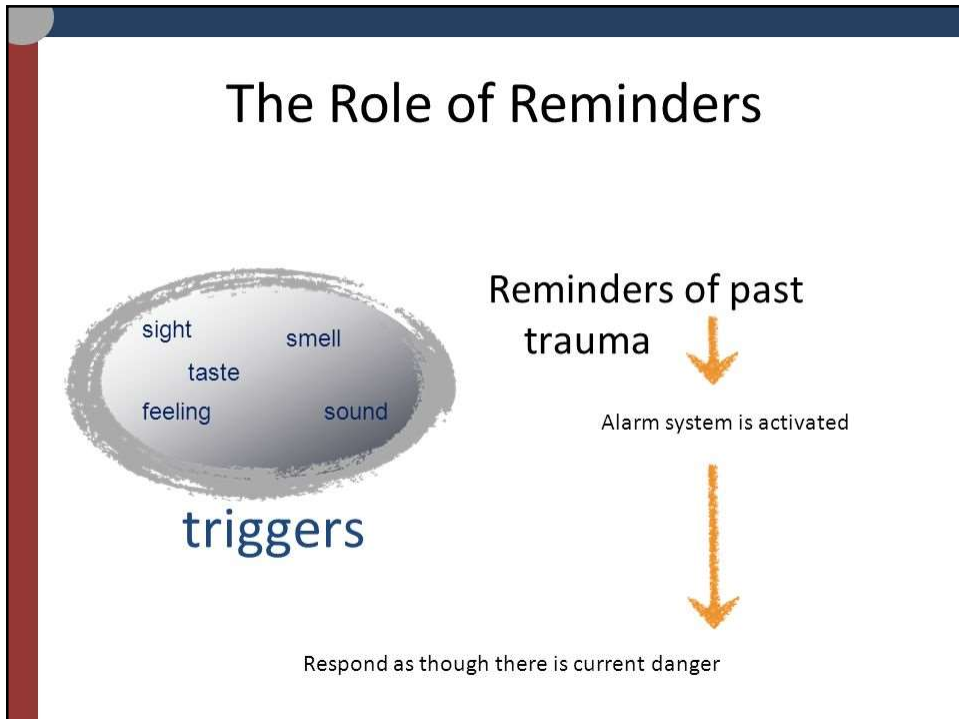 The Role of Reminders
sight
smell
taste
feeling
sound
triggers
Reminders of past
trauma
Alarm system is activated
Respond as though there is current danger